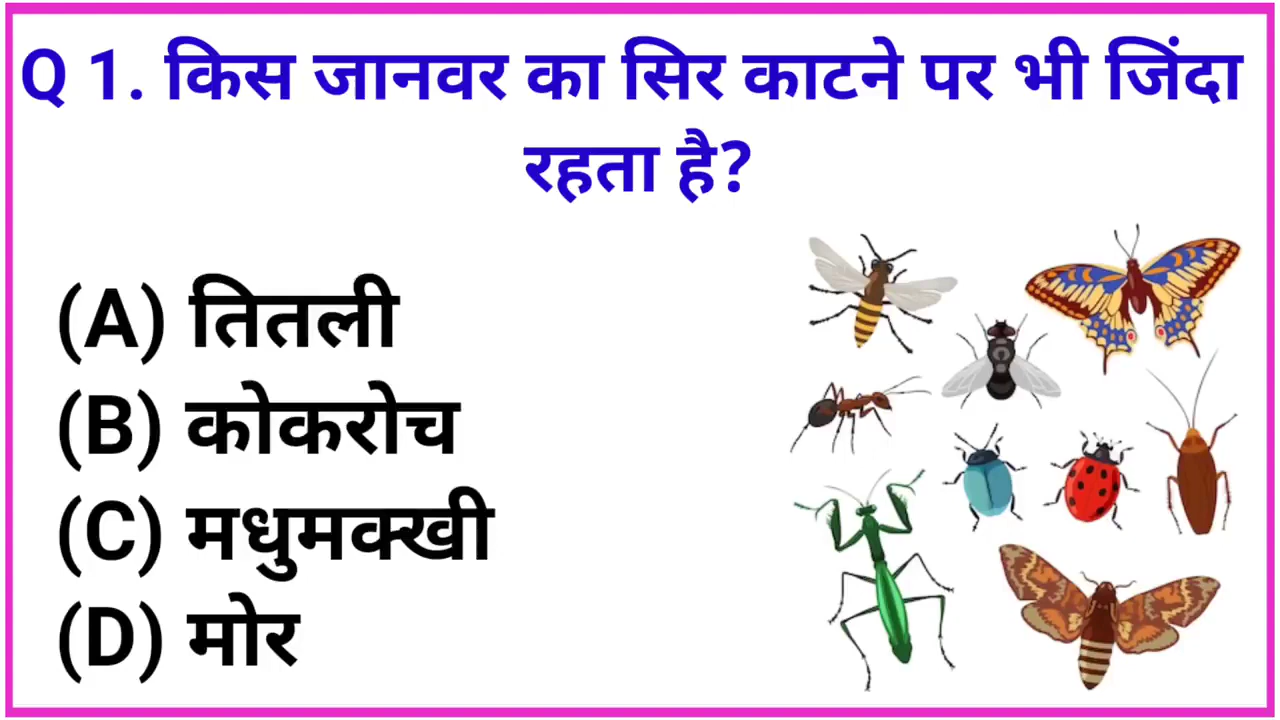 Q 1. किस जानवर का सिर काटने पर भी जिंदा
रहता है?
(A) तितली
(B) कोकरोच
(C) मधुमक्खी
(D) मोर